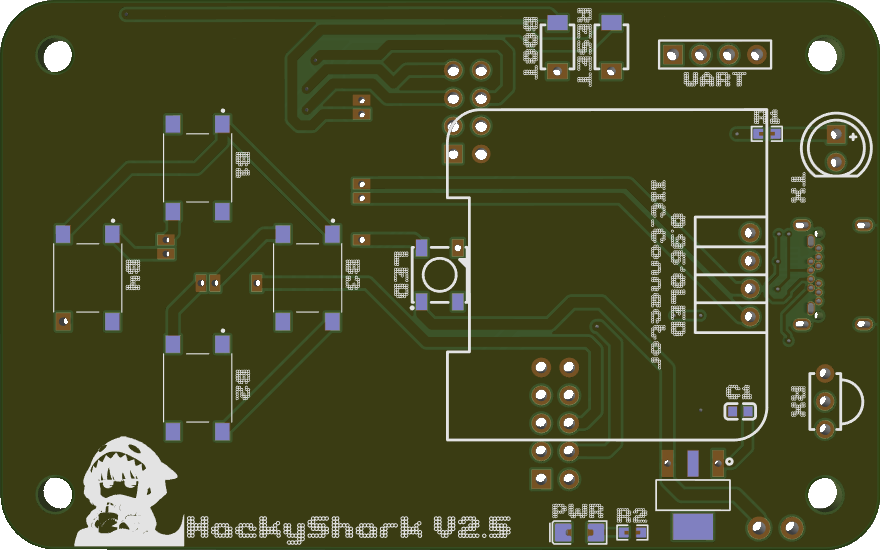 BOOT
RESET
UART
R1
+
TX
B1
B4
B3
LED
0.96'OLED
IIC.Connector
B2
C1
RX
PWR
R2
HackyShark V2.5